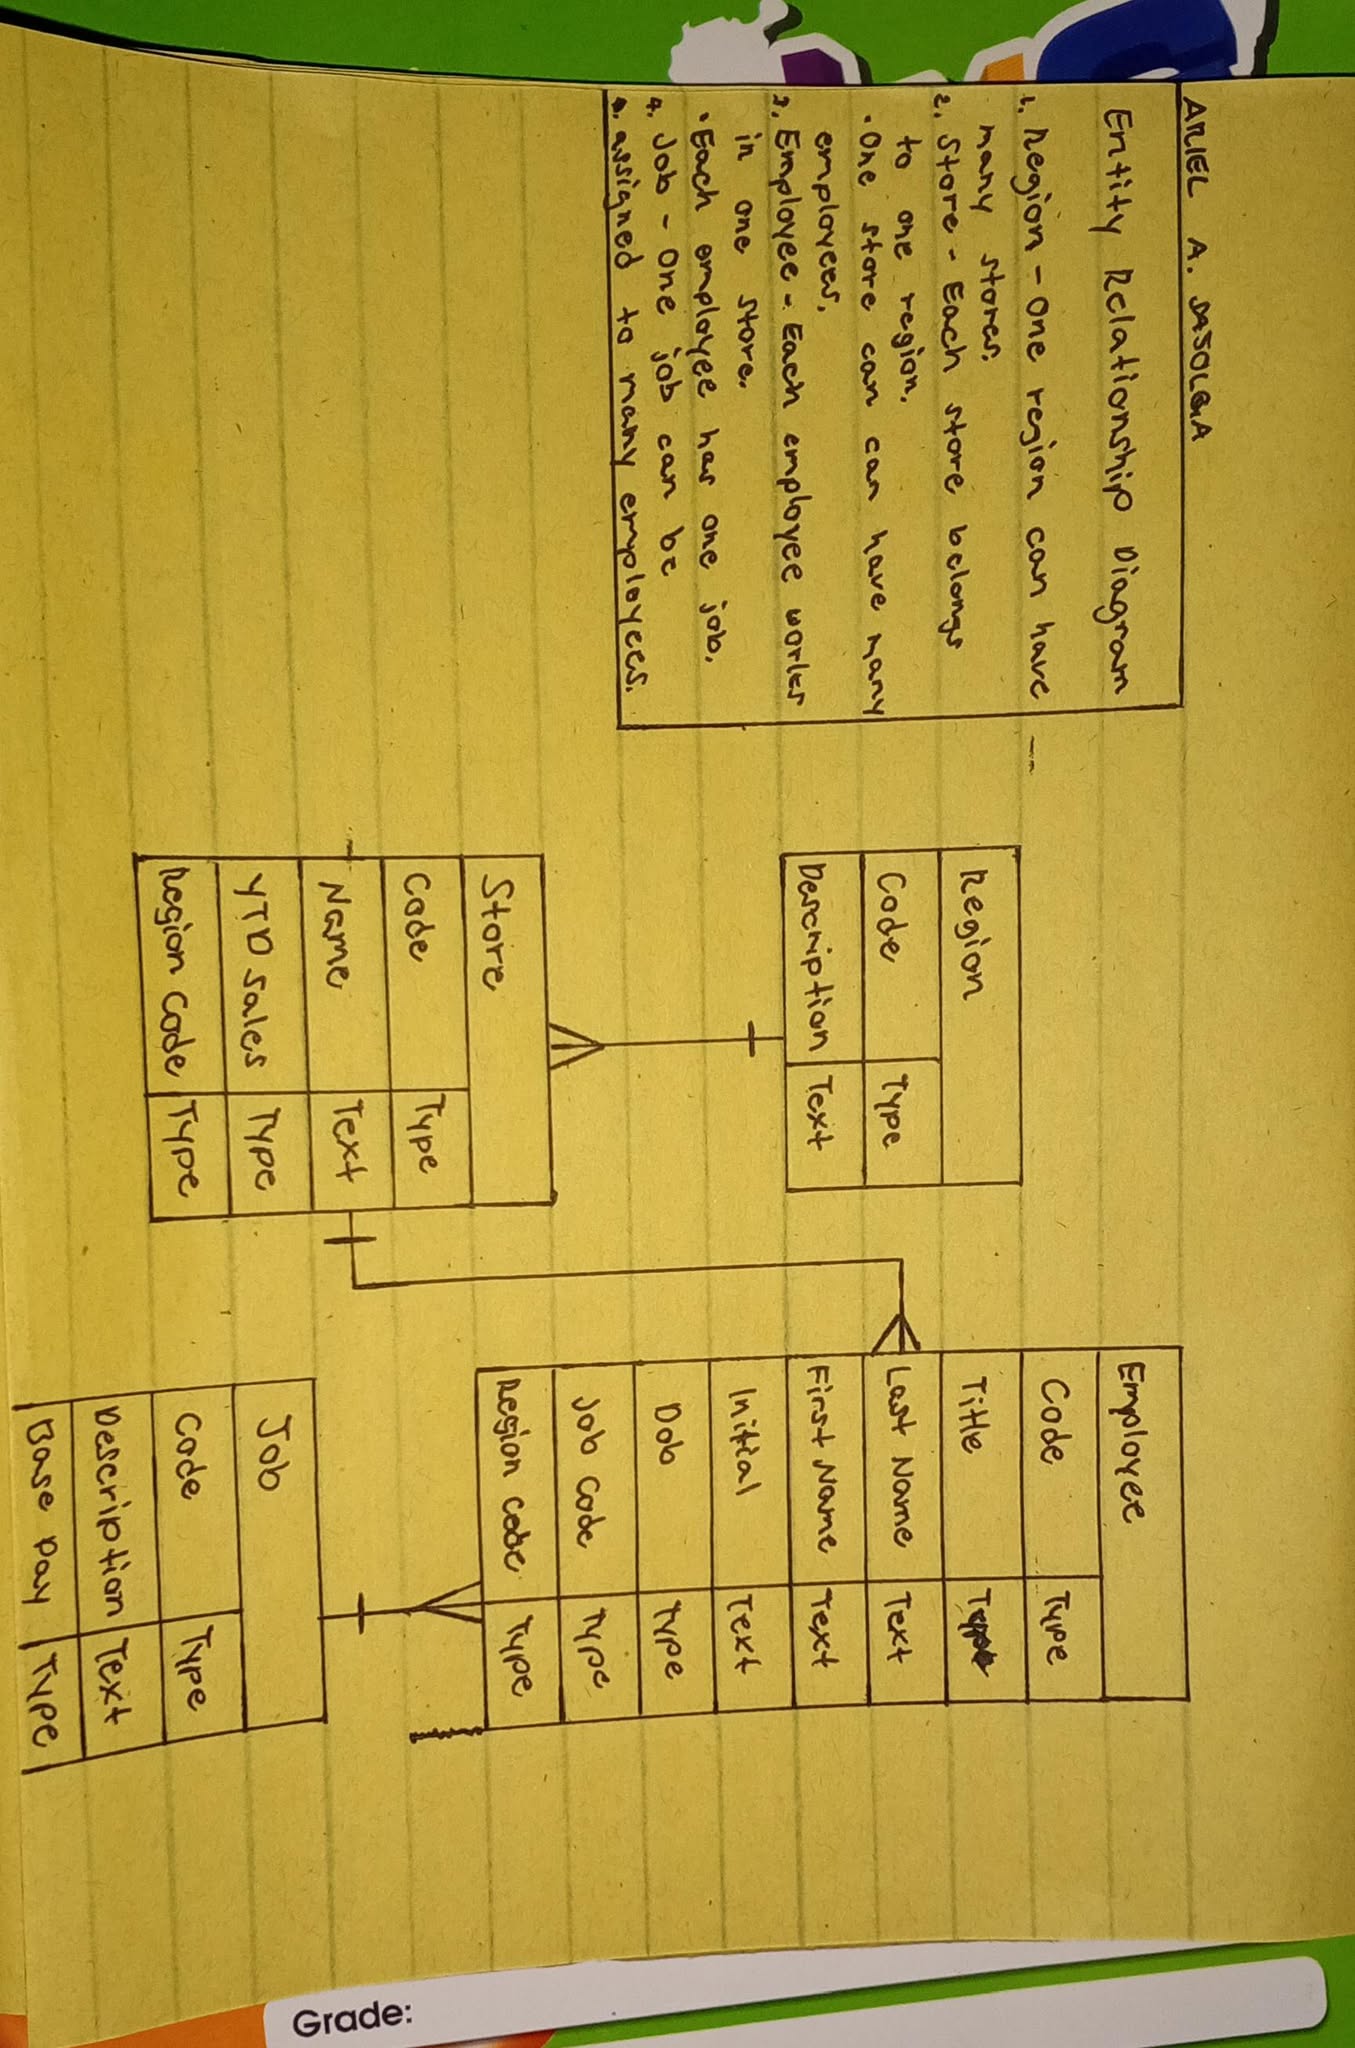 ARIEL A.
Entity Relationship Diagram
1. Region - One region can have
many stores.
2. Store - Each store belongs
to one region.
• One store can can have many
employees.
3. Employee - Each employee works
in one store.
• Each employee has one job.
4. Job - One job can be
assigned to many employees.
Region
Code Type
Description Text
Store
Code Type
Name Text
YTD Sales Type
Region Code Type
Employee
Code Type
Title
Last Name Text
First Name Text
Initial Text
Dob Type
Job Code Type
Region Code Type
Job
Code Type
Description Text
Base Pay Type
Grade: